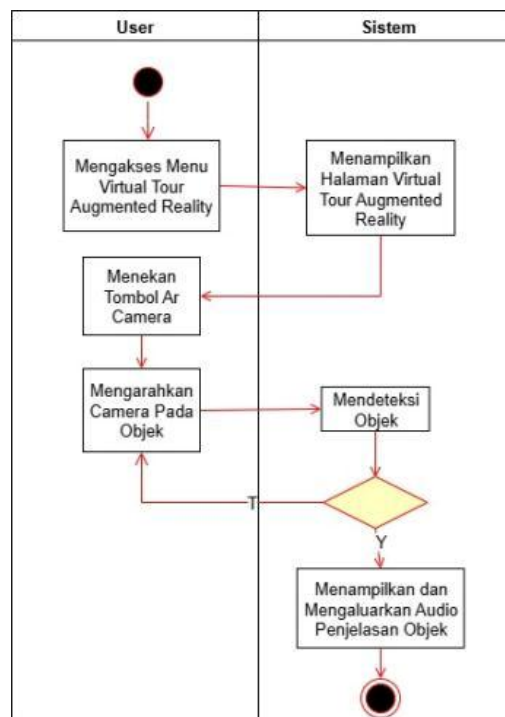 User
Sistem
Mengakses Menu
Virtual Tour
Augmented Reality
Menampilkan
Halaman Virtual
Tour Augmented
Reality
Menekan
Tombol Ar
Camera
Mengarahkan
Camera Pada
Objek
Mendeteksi
Objek
T
Y
Menampilkan dan
Mengaluarkan Audio
Penjelasan Objek